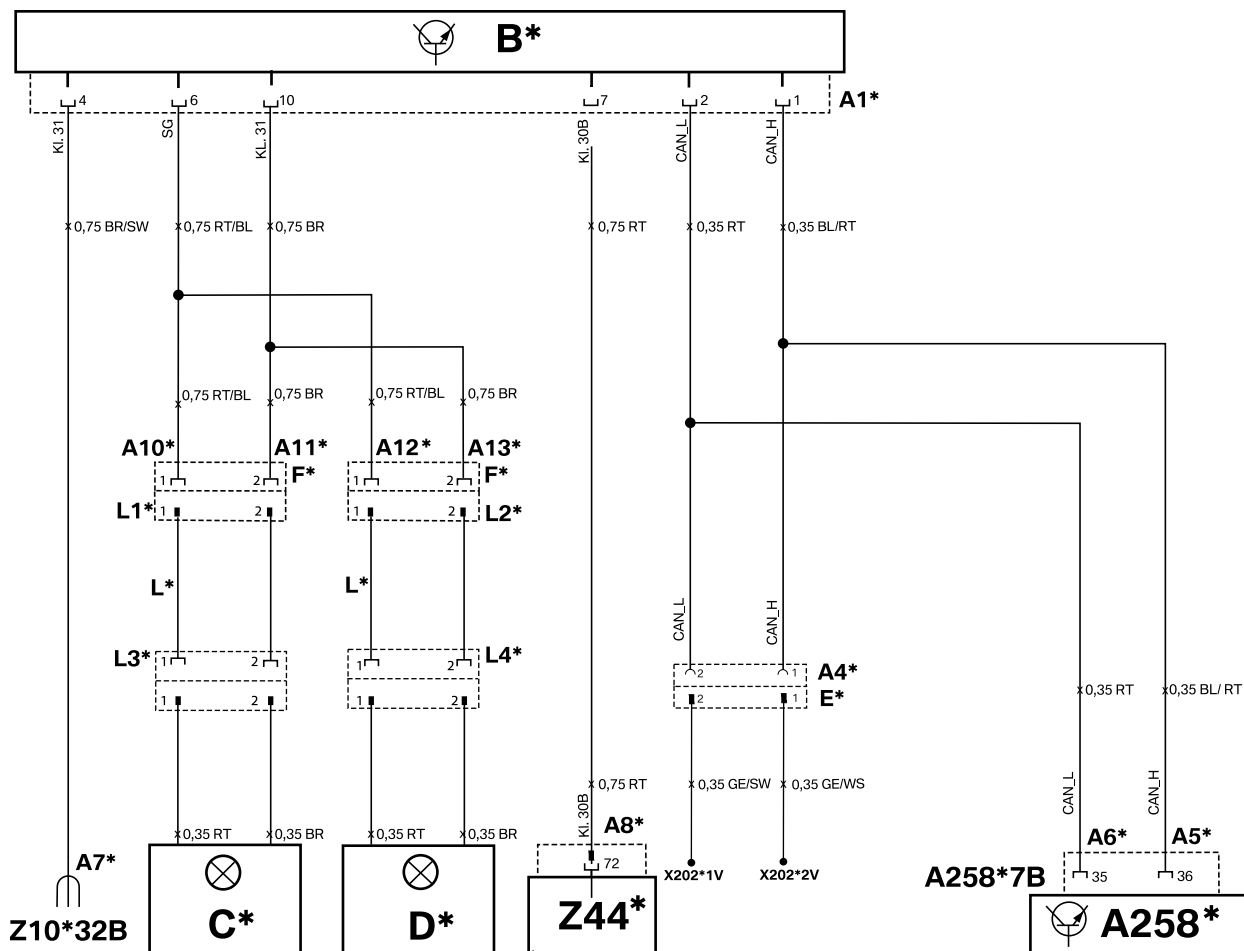 B*
4
6
10
7
2
1
A1*
Kl. 31
SG
KL. 31
Kl. 30B
CAN_L
CAN_H
0,75 BR/SW
0,75 RT/BL
0,75 BR
0,75 RT
0,35 RT
0,35 BL/RT
0,75 RT/BL
0,75 BR
0,75 RT/BL
0,75 BR
A10*
A11*
A12*
A13*
1
2
F*
1
2
F*
L1*
1
2
1
2
L2*
L*
L*
CAN_L
CAN_H
L3*
1
2
1
2
L4*
1
2
1
2
2
1
A4*
2
1
E*
0,35 RT
0,35 BL/ RT
0,75 RT
0,35 GE/SW
0,35 GE/WS
Kl. 30B
CAN_L
CAN_H
0,35 RT
0,35 BR
0,35 RT
0,35 BR
A8*
A6*
A5*
A7*
72
X202*1V
X202*2V
A258*7B
35
36
Z10*32B
C*
D*
Z44*
A258*